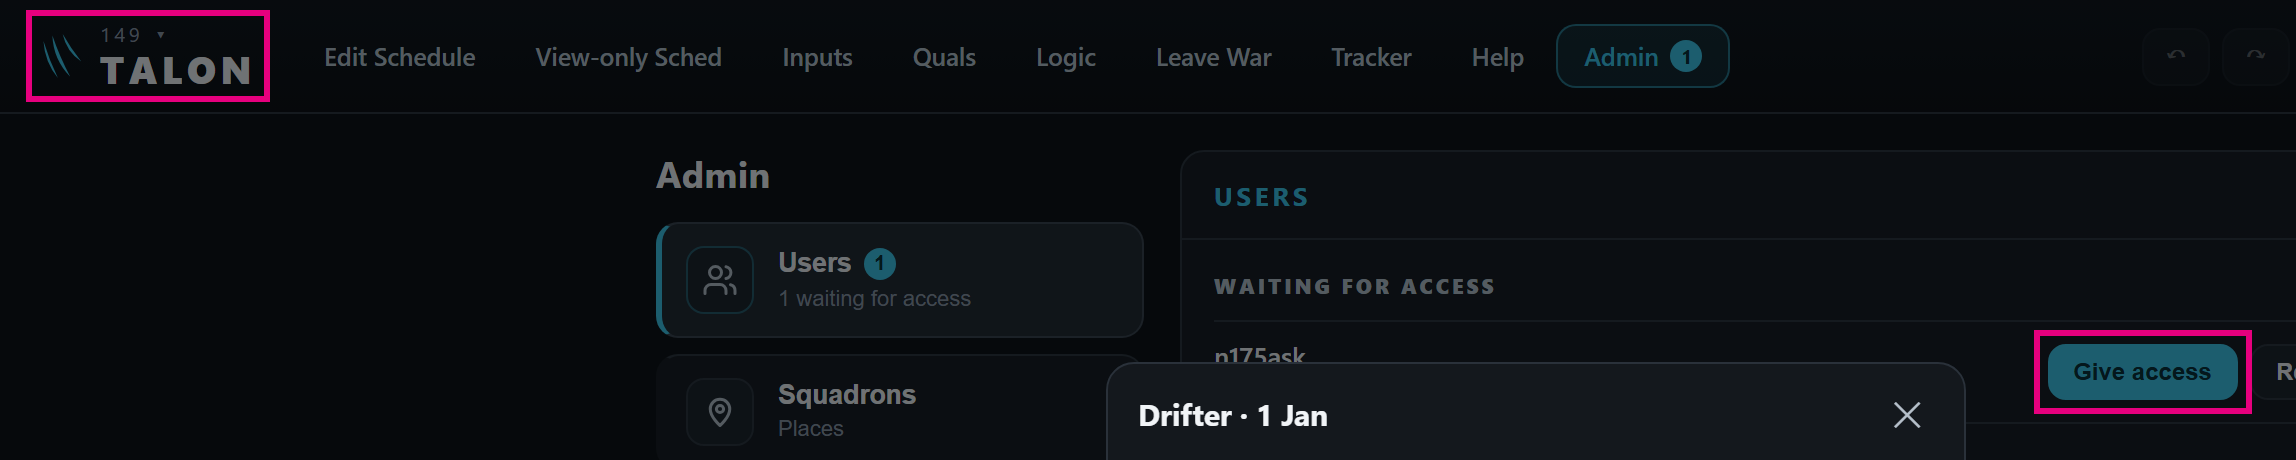 149 ▾
TALON
Edit Schedule
View-only Sched
Inputs
Quals
Logic
Leave War
Tracker
Help
Admin 1
Admin
Users 1
1 waiting for access
Squadrons
Places
USERS
WAITING FOR ACCESS
n175ask
Give access
Drifter · 1 Jan